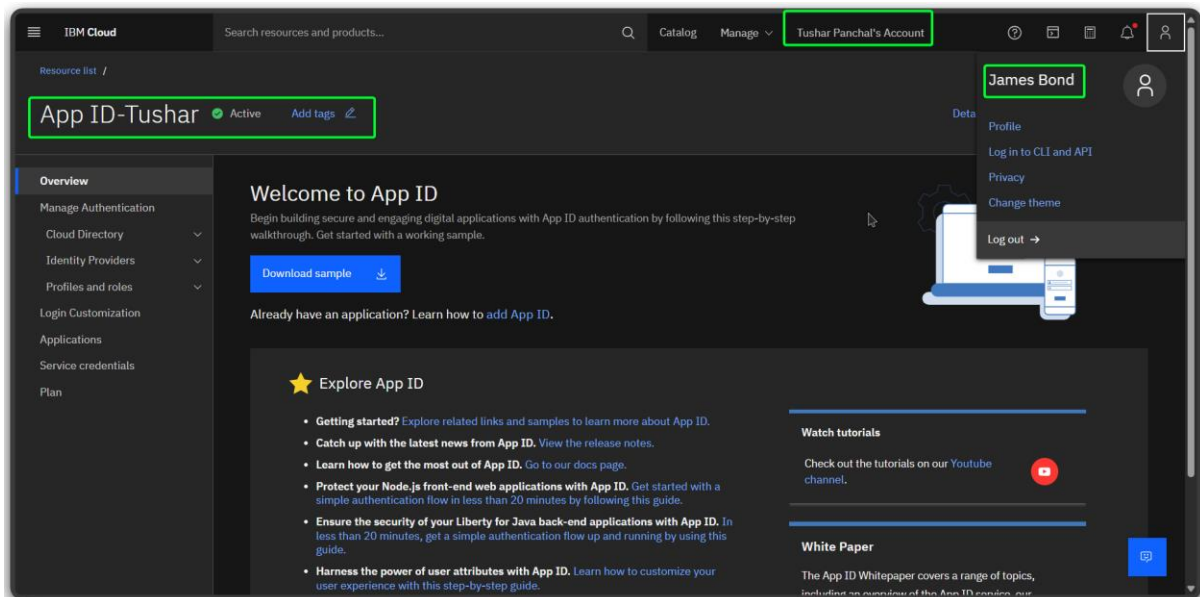 IBM Cloud
Search resources and products...
Catalog
Manage
Tushar Panchal's Account
Resource list /
App ID-Tushar
Active
Add tags
James Bond
Profile
Log in to CLI and API
Privacy
Change theme
Log out →
Overview
Manage Authentication
Cloud Directory
Identity Providers
Profiles and roles
Login Customization
Applications
Service credentials
Plan
Welcome to App ID
Begin building secure and engaging digital applications with App ID authentication by following this step-by-step
walkthrough. Get started with a working sample.
Download sample
Already have an application? Learn how to add App ID.
Explore App ID
• Getting started? Explore related links and samples to learn more about App ID.
• Catch up with the latest news from App ID. View the release notes.
• Learn how to get the most out of App ID. Go to our docs page.
• Protect your Node.js front-end web applications with App ID. Get started with a
simple authentication flow in less than 20 minutes by following this guide.
• Ensure the security of your Liberty for Java back-end applications with App ID. In
less than 20 minutes, get a simple authentication flow up and running by using this
guide.
• Harness the power of user attributes with App ID. Learn how to customize your
user experience with this step-by-step guide.
Watch tutorials
Check out the tutorials on our Youtube
channel.
White Paper
The App ID Whitepaper covers a range of topics,
including an overview of the App ID service, our